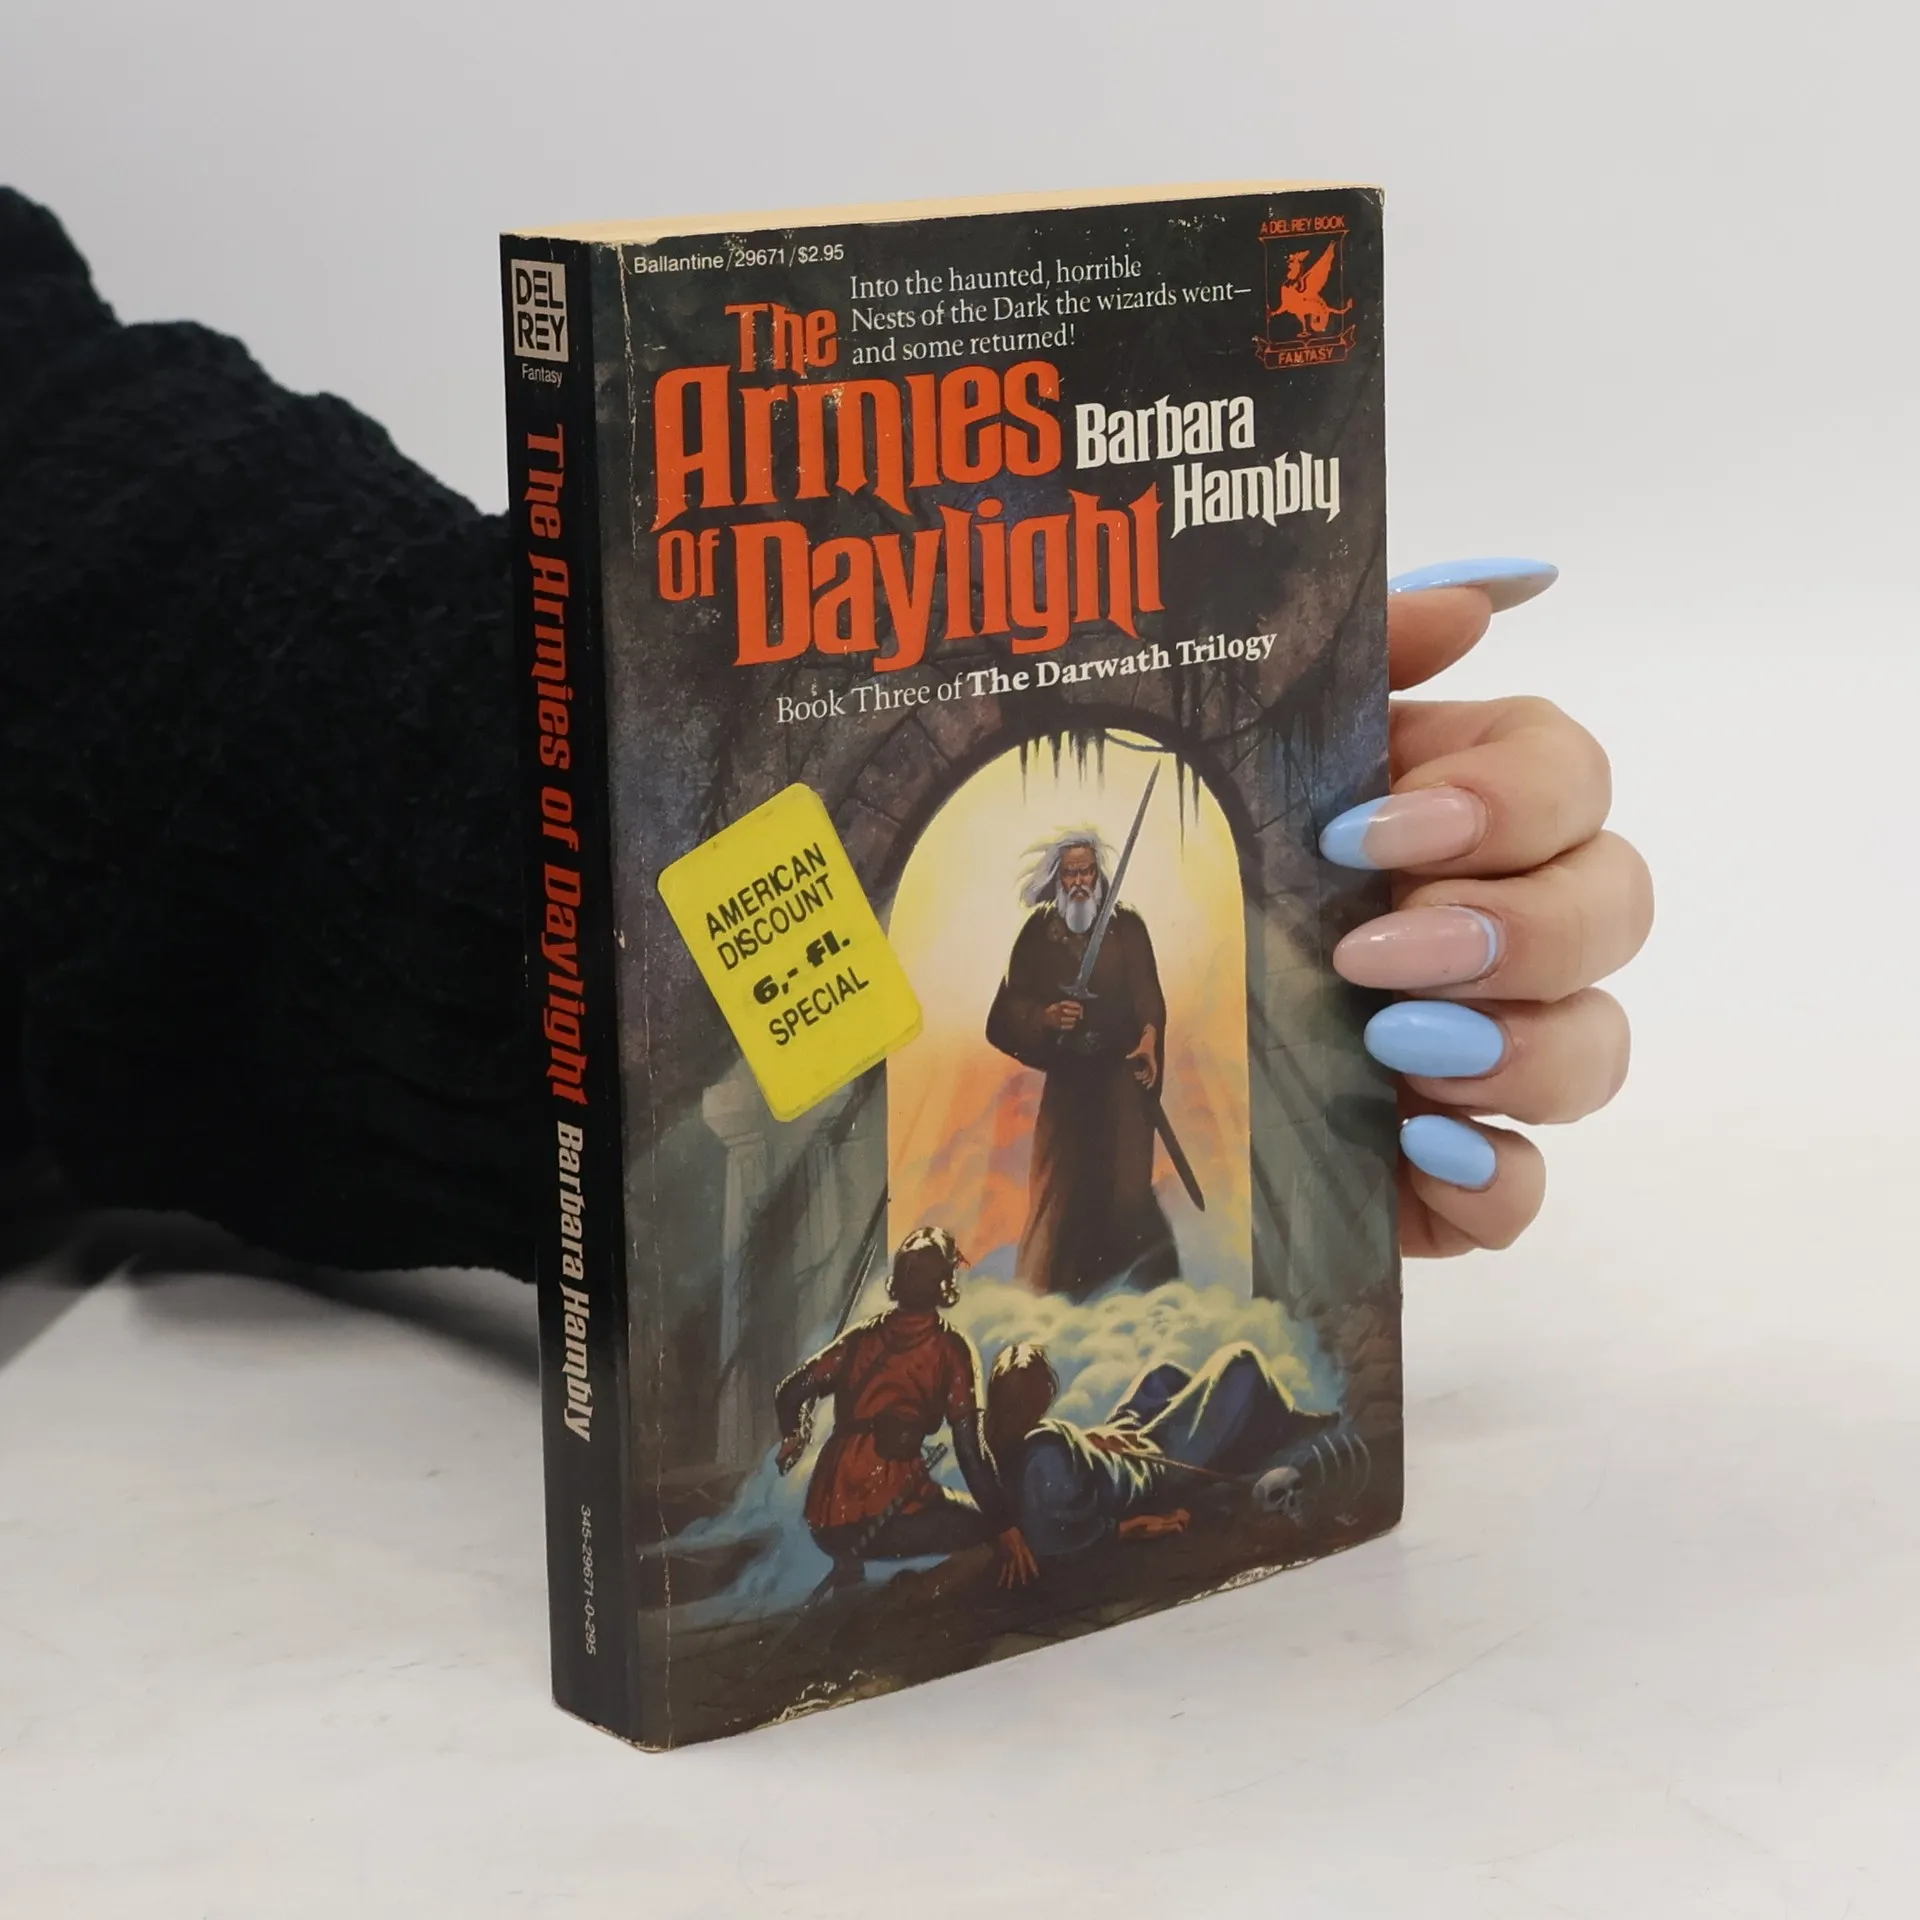 DEL
REY
Fantasy
The Armies of Daylight Barbara Hambly
345-29671-0-295
Ballantine/29671/$2.95
Into the haunted, horrible
Nests of the Dark the wizards went—
and some returned!
A DEL REY BOOK
FANTASY
The
Armies
Of Daylight
Barbara
Hambly
Book Three of The Darwath Trilogy
AMERICAN
DISCOUNT
6,- fl.
SPECIAL